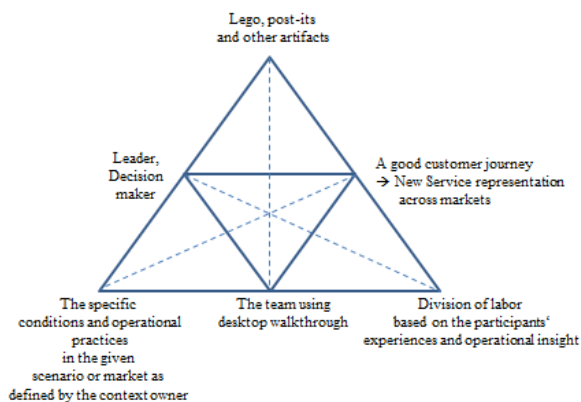 Lego, post-its
and other artifacts
Leader,
Decision
maker
A good customer journey
→ New Service representation
across markets
The specific
conditions and operational
practices
in the given
scenario or market as
defined by the context owner
The team using
desktop walkthrough
Division of labor
based on the participants‘
experiences and operational insight